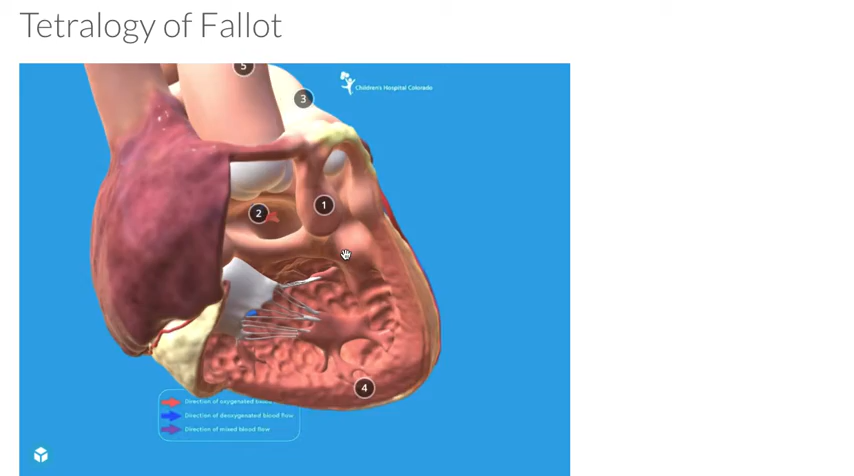 Tetralogy of Fallot
5
Children's Hospital Colorado
3
1
2
4
Direction of oxygenated
Direction of deoxygenated blood flow
Direction of mixed blood flow